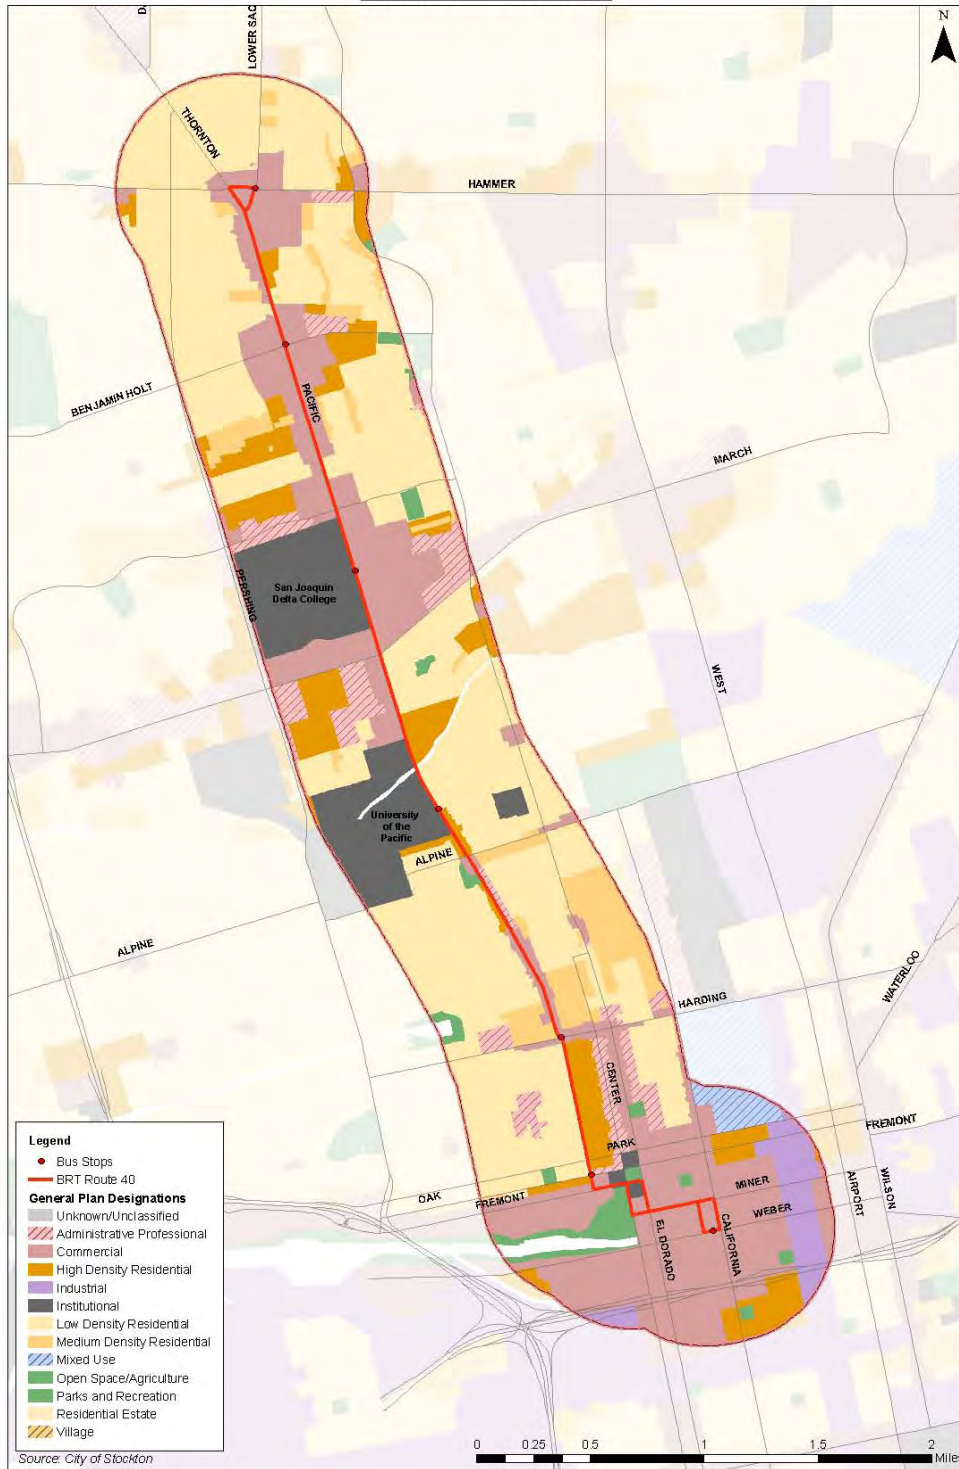 D
LOWER SAC
N
THORNTON
HAMMER
BENJAMIN HOLT
PACIFIC
MARCH
San Joaquin
Delta College
PERSHING
WEST
University
of the
Pacific
ALPINE
ALPINE
WATERLOO
HARDING
CENTER
FREMONT
PARK
OAK
FREMONT
MINER
WEBER
AIRPORT
WILSON
EL DORADO
CALIFORNIA
Legend
Bus Stops
BRT Route 40
General Plan Designations
Unknown/Unclassified
Administrative Professional
Commercial
High Density Residential
Industrial
Institutional
Low Density Residential
Medium Density Residential
Mixed Use
Open Space/Agriculture
Parks and Recreation
Residential Estate
Village
Source: City of Stockton
0 0.25 0.5 1 1.5 2
Miles